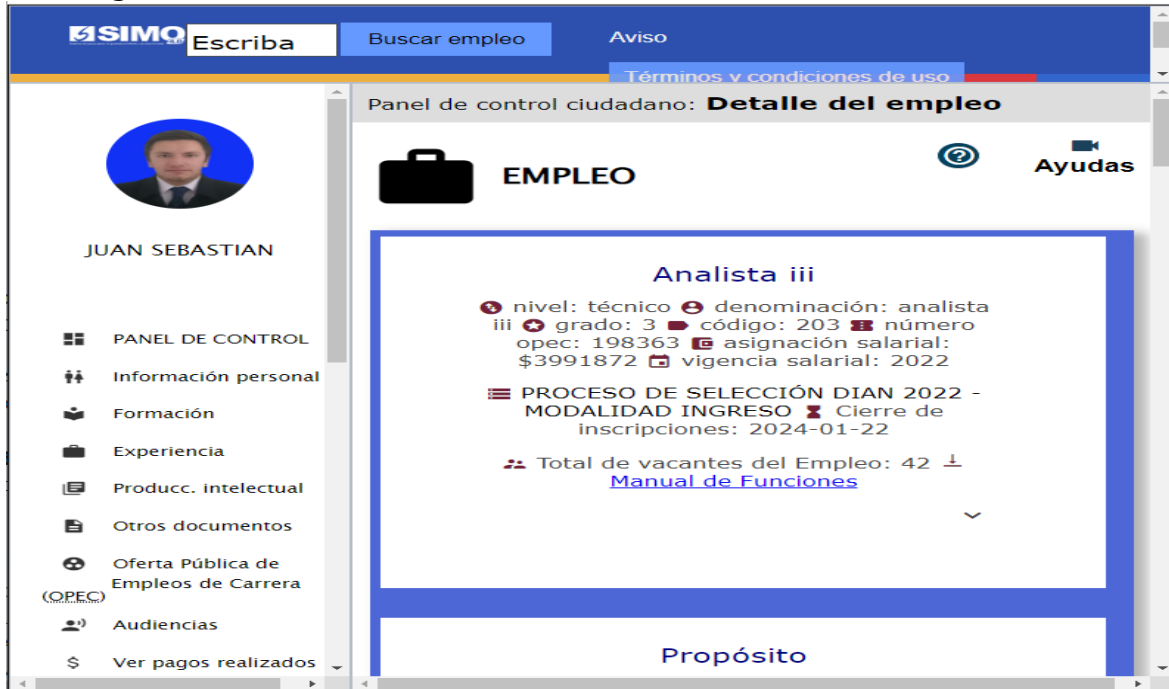 SIMO
Escriba
Buscar empleo
Aviso
Términos y condiciones de uso
JUAN SEBASTIAN
PANEL DE CONTROL
Información personal
Formación
Experiencia
Producc. intelectual
Otros documentos
Oferta Pública de
Empleos de Carrera
(OPEC)
Audiencias
Ver pagos realizados
Panel de control ciudadano: Detalle del empleo
EMPLEO
Ayudas
Analista iii
nivel: técnico denominación: analista
iii grado: 3 código: 203 número
opec: 198363 asignación salarial:
$3991872 vigencia salarial: 2022
PROCESO DE SELECCIÓN DIAN 2022 -
MODALIDAD INGRESO Cierre de
inscripciones: 2024-01-22
Total de vacantes del Empleo: 42
Manual de Funciones
Propósito